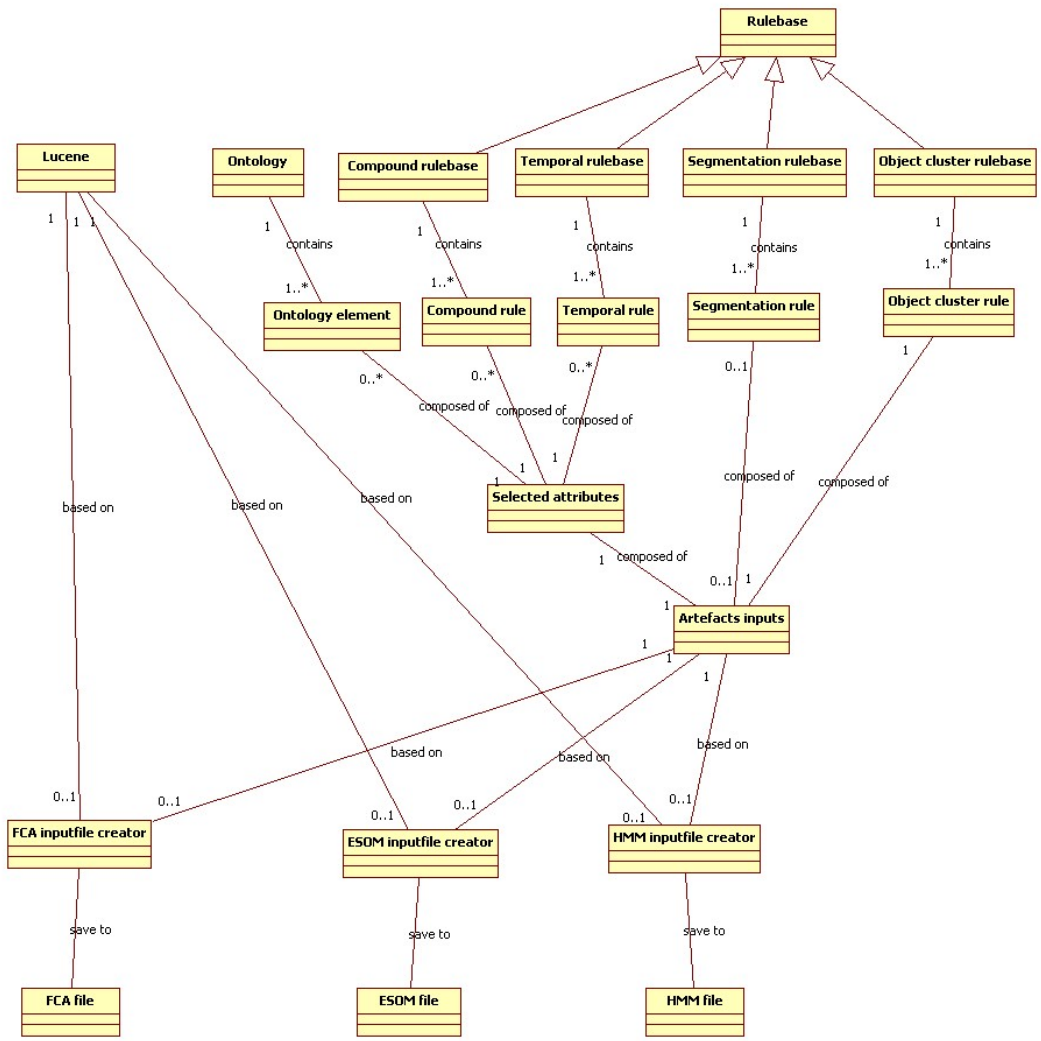 Rulebase
Lucene
Ontology
Compound rulebase
Temporal rulebase
Segmentation rulebase
Object cluster rulebase
1
1
1
1
1
1
1
1
contains
contains
contains
contains
contains
1..*
1..*
1..*
1..*
1..*
Ontology element
Compound rule
Temporal rule
Segmentation rule
Object cluster rule
0..*
0..*
0..*
0..1
1
composed of
composed of
composed of
1
1
1
composed of
composed of
Selected attributes
based on
based on
based on
1
composed of
0..1
1
1
Artefacts inputs
1
1
1
based on
based on
based on
0..1
0..1
0..1
0..1
0..1
0..1
FCA inputfile creator
ESOM inputfile creator
HMM inputfile creator
save to
save to
save to
FCA file
ESOM file
HMM file